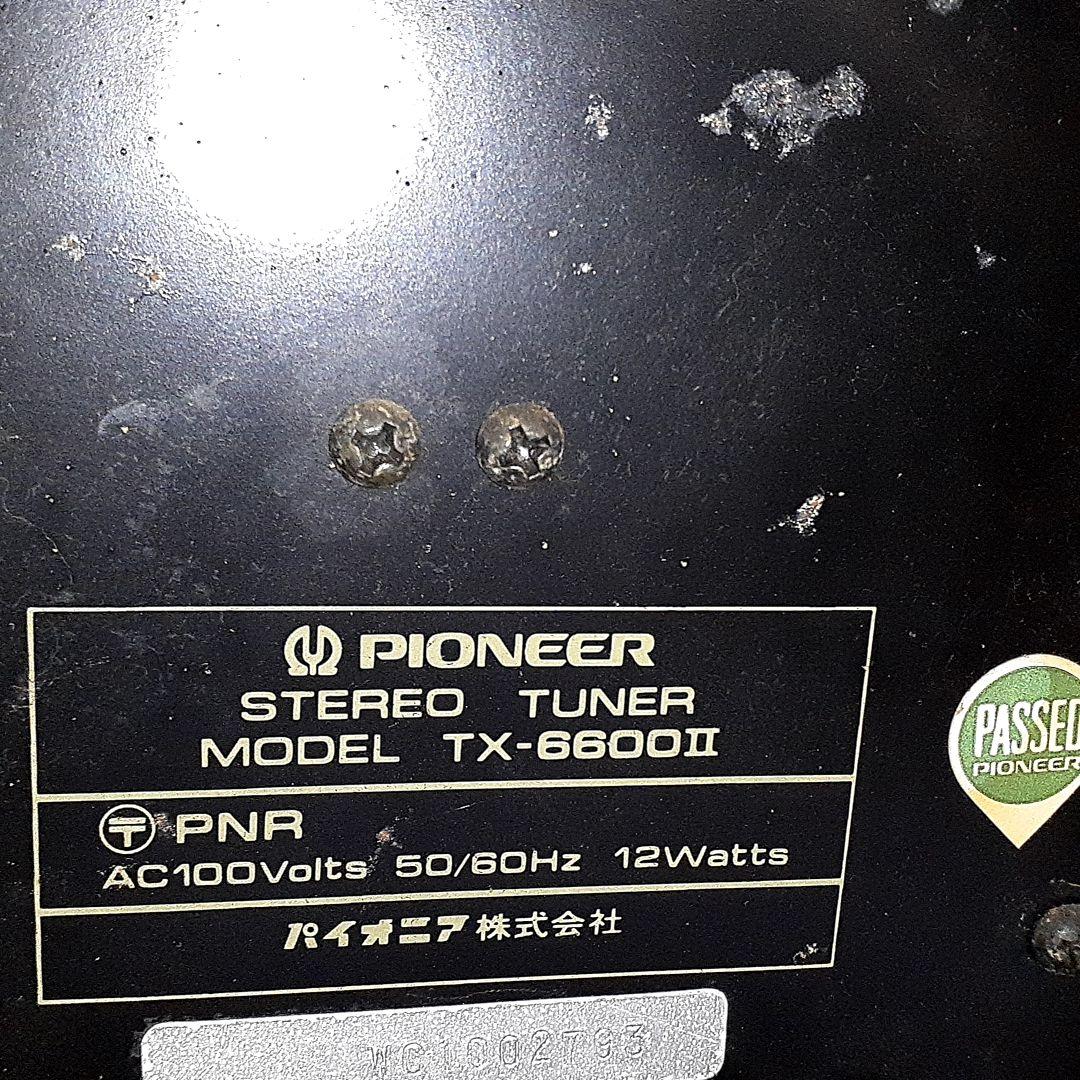 PIONEER
STEREO TUNER
MODEL TX-6600II
〒 PNR
AC100Volts 50/60Hz 12Watts
パイオニア株式会社
WC1002793
PASSED
PIONEER